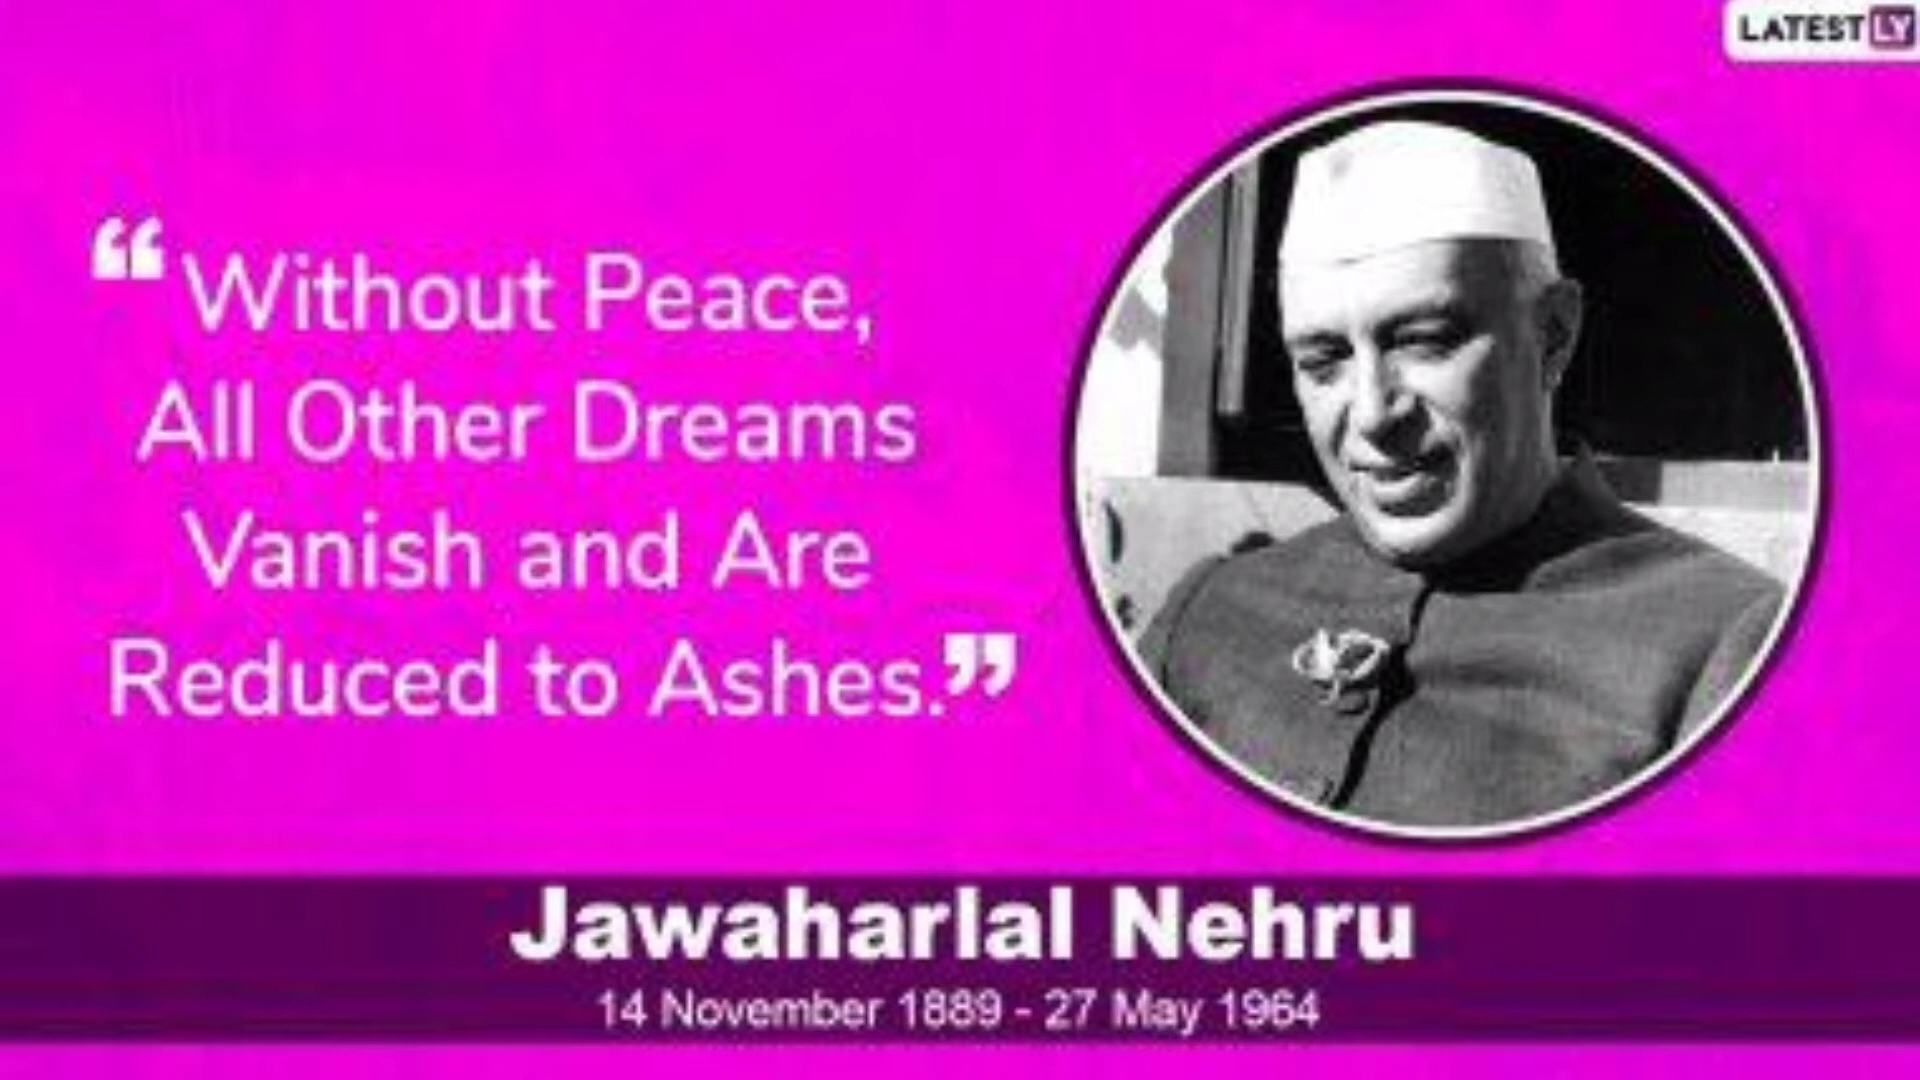 LATESTLY
“Without Peace,
All Other Dreams
Vanish and Are
Reduced to Ashes.”
Jawaharlal Nehru
14 November 1889 - 27 May 1964